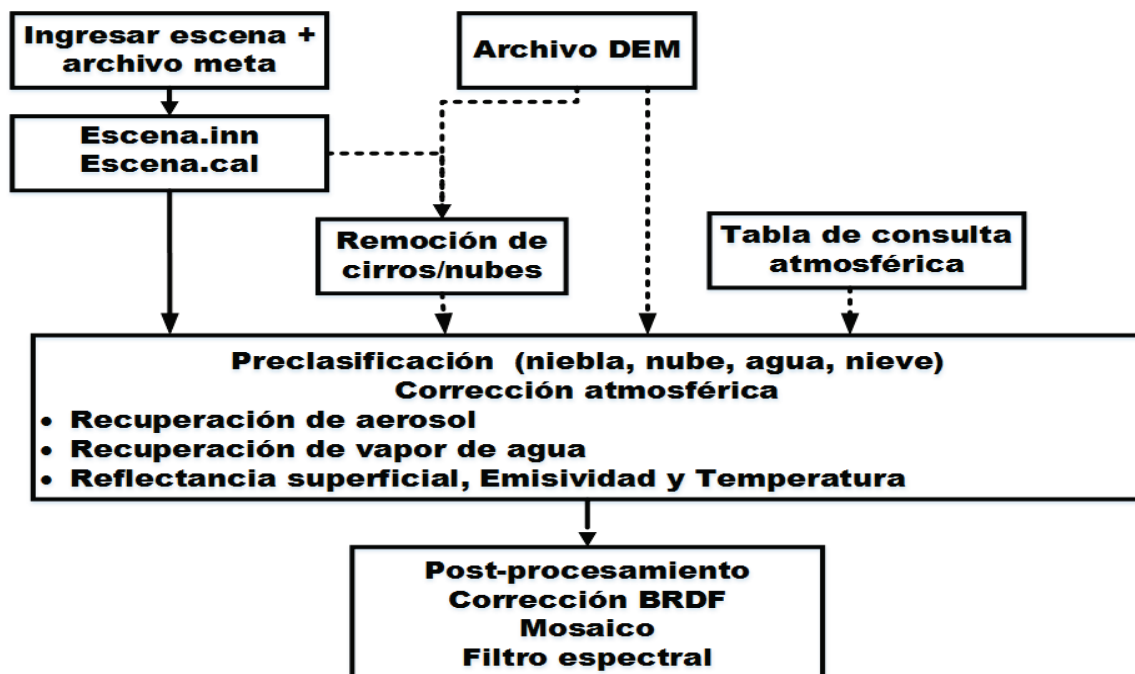 Ingresar escena +
archivo meta
Archivo DEM
Escena.inn
Escena.cal
Remoción de
cirros/nubes
Tabla de consulta
atmosférica
Preclasificación (niebla, nube, agua, nieve)
Corrección atmosférica
• Recuperación de aerosol
• Recuperación de vapor de agua
• Reflectancia superficial, Emisividad y Temperatura
Post-procesamiento
Corrección BRDF
Mosaico
Filtro espectral